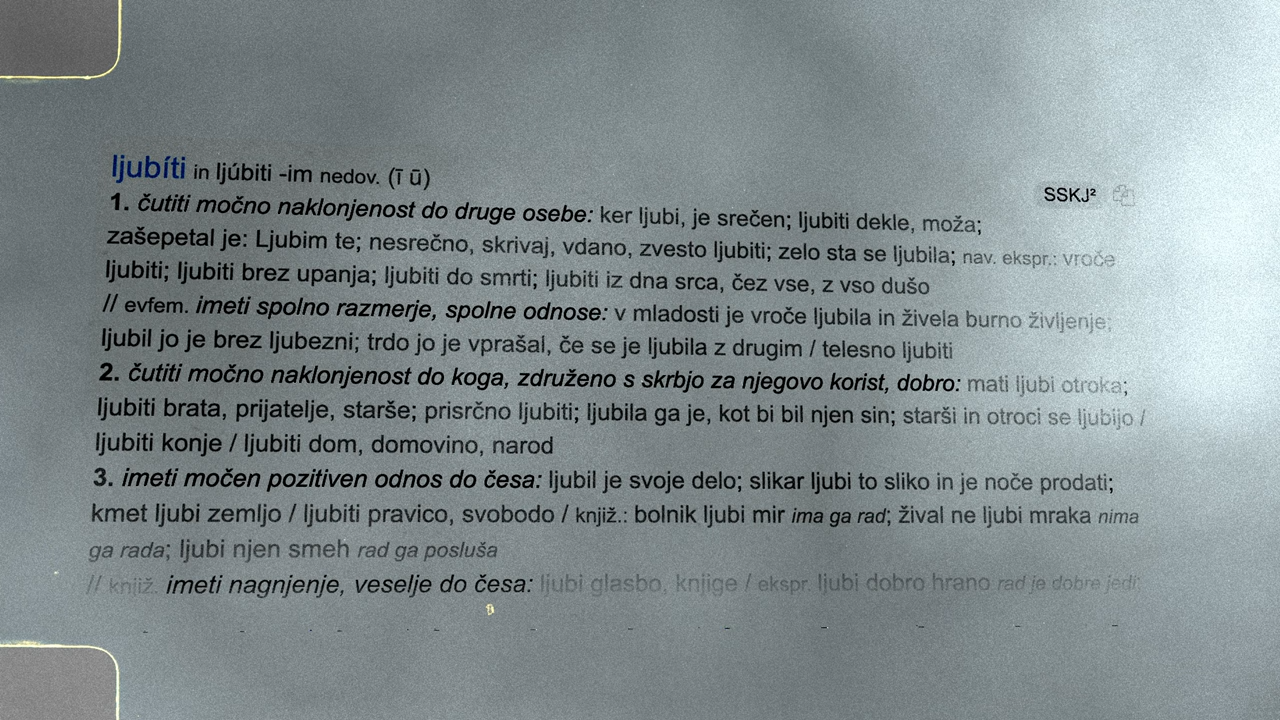 ljubíti in ljúbiti -im nedov. (ī ū)
SSKJ²
1. čutiti močno naklonjenost do druge osebe: ker ljubi, je srečen; ljubiti dekle, moža;
zašepetal je: Ljubim te; nesrečno, skrivaj, vdano, zvesto ljubiti; zelo sta se ljubila; nav. ekspr.: vroče
ljubiti; ljubiti brez upanja; ljubiti do smrti; ljubiti iz dna srca, čez vse, z vso dušo
// evfem. imeti spolno razmerje, spolne odnose: v mladosti je vroče ljubila in živela burno življenje;
ljubil jo je brez ljubezni; trdo jo je vprašal, če se je ljubila z drugim / telesno ljubiti
2. čutiti močno naklonjenost do koga, združeno s skrbjo za njegovo korist, dobro: mati ljubi otroka;
ljubiti brata, prijatelje, starše; prisrčno ljubiti; ljubila ga je, kot bi bil njen sin; starši in otroci se ljubijo /
ljubiti konje / ljubiti dom, domovino, narod
3. imeti močen pozitiven odnos do česa: ljubil je svoje delo; slikar ljubi to sliko in je noče prodati;
kmet ljubi zemljo / ljubiti pravico, svobodo / knjiž.: bolnik ljubi mir ima ga rad; žival ne ljubi mraka nima
ga rada; ljubi njen smeh rad ga posluša
// knjiž. imeti nagnjenje, veselje do česa: ljubi glasbo, knjige / ekspr. ljubi dobro hrano rad je dobre jedi